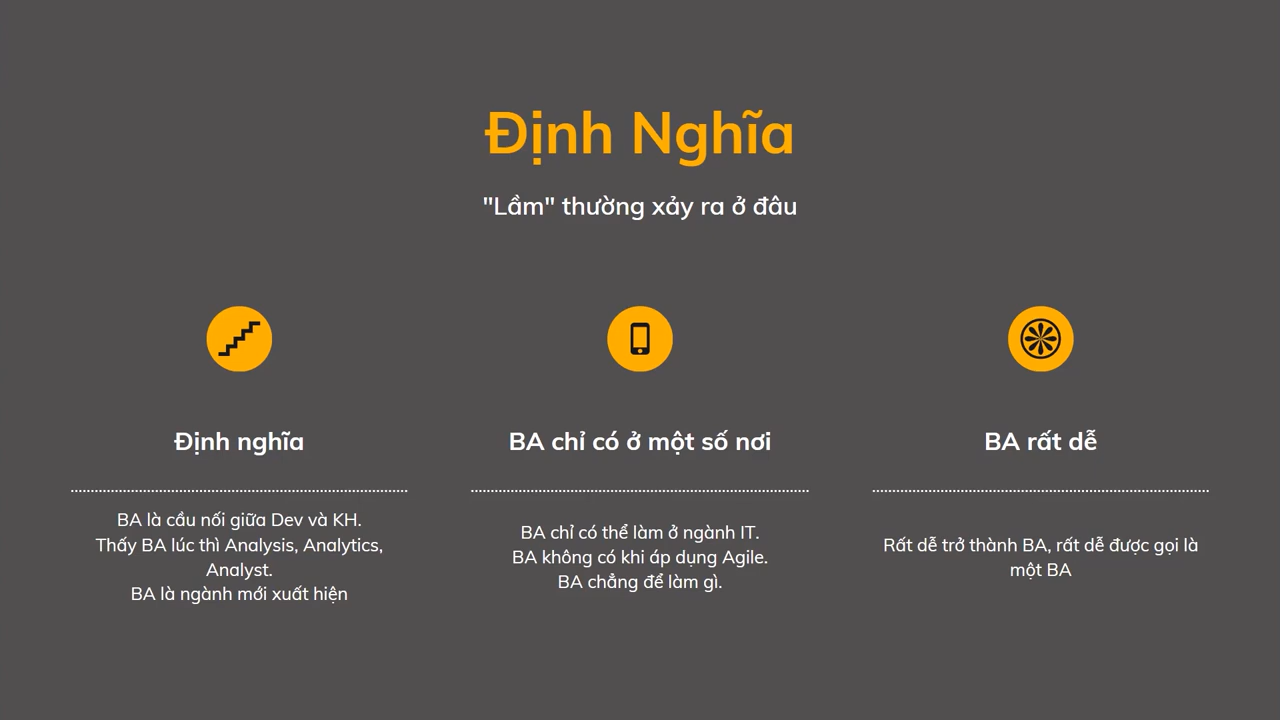 Định Nghĩa
"Lầm" thường xảy ra ở đâu
Định nghĩa
BA là cầu nối giữa Dev và KH.
Thấy BA lúc thì Analysis, Analytics,
Analyst.
BA là ngành mới xuất hiện
BA chỉ có ở một số nơi
BA chỉ có thể làm ở ngành IT.
BA không có khi áp dụng Agile.
BA chẳng để làm gì.
BA rất dễ
Rất dễ trở thành BA, rất dễ được gọi là
một BA